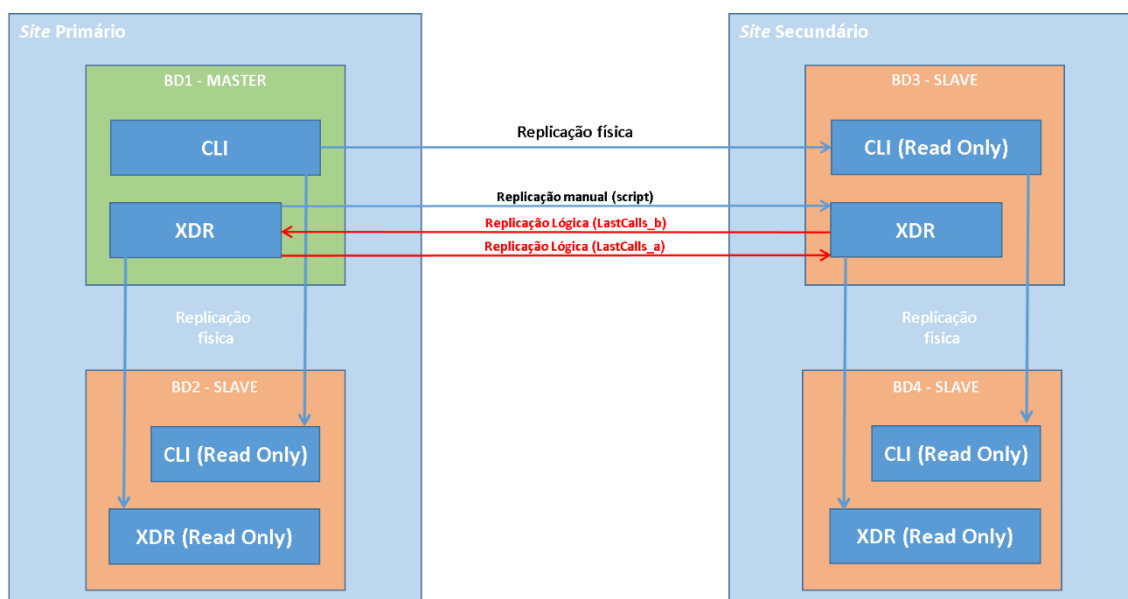 Site Primário
BD1 - MASTER
CLI
XDR
Replicação
física
BD2 - SLAVE
CLI (Read Only)
XDR (Read Only)
Replicação física
Replicação manual (script)
Replicação Lógica (LastCalls_b)
Replicação Lógica (LastCalls_a)
Site Secundário
BD3 - SLAVE
CLI (Read Only)
XDR
Replicação
física
BD4 - SLAVE
CLI (Read Only)
XDR (Read Only)